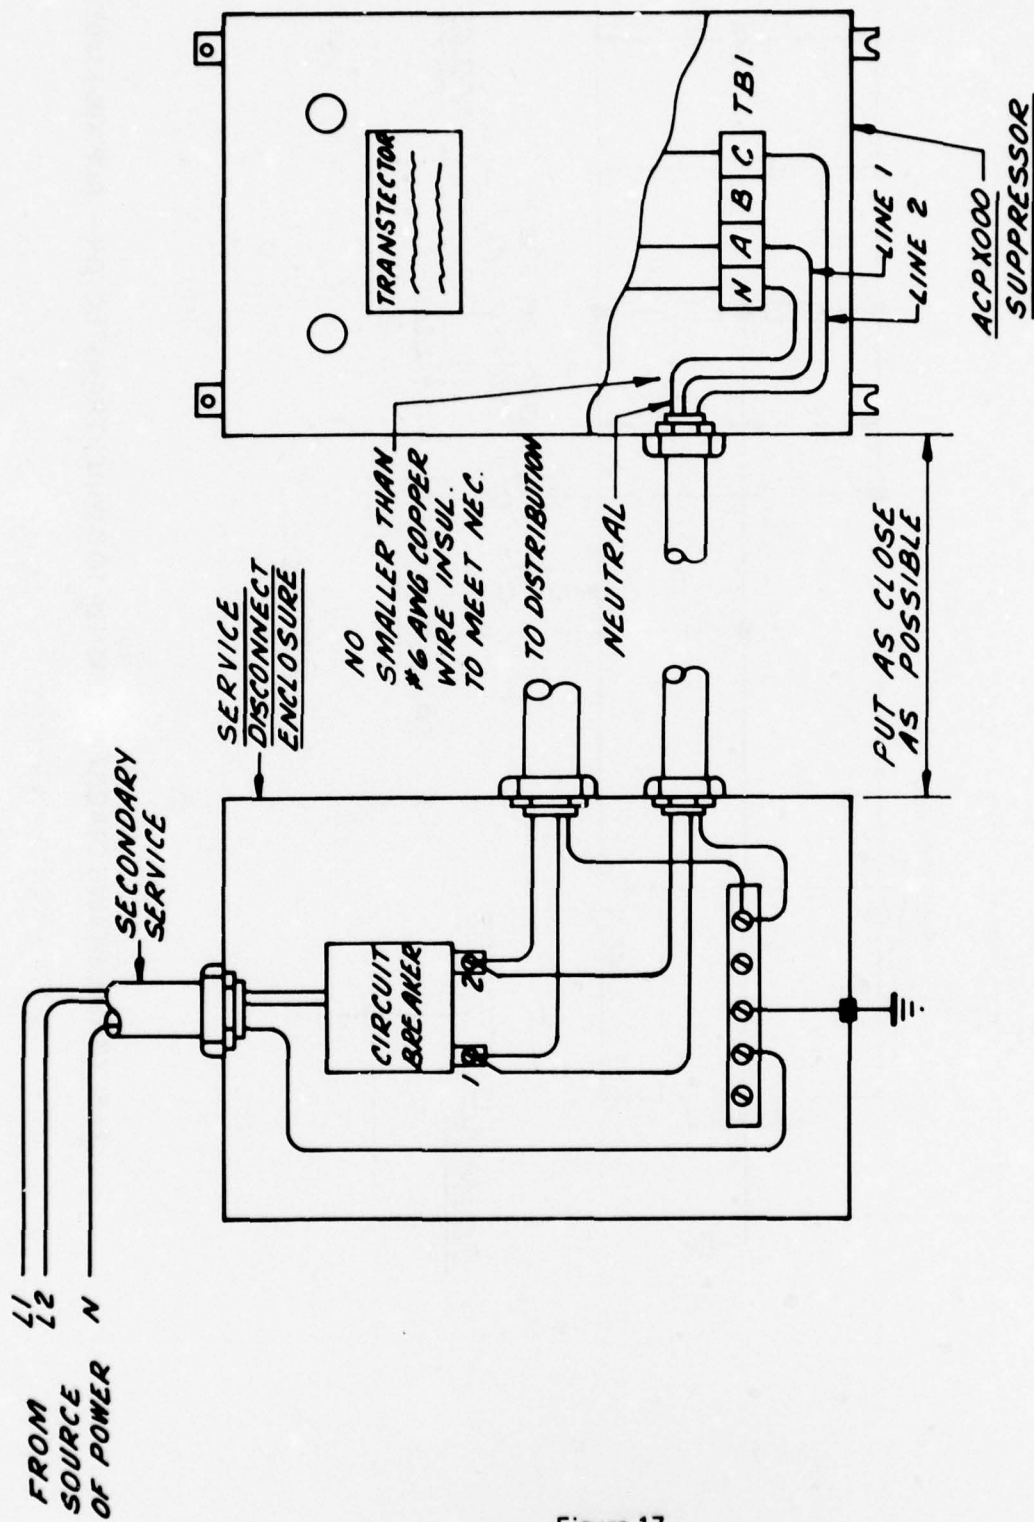 FROM
SOURCE
OF POWER
L1
L2
N
SECONDARY
SERVICE
SERVICE
DISCONNECT
ENCLOSURE
CIRCUIT
BREAKER
1
2
NO
SMALLER THAN
#6 AWG COPPER
WIRE INSUL.
TO MEET NEC.
TO DISTRIBUTION
NEUTRAL
PUT AS CLOSE
AS POSSIBLE
TRANSTECTOR
N A B C TB1
LINE 1
LINE 2
ACPX000
SUPPRESSOR